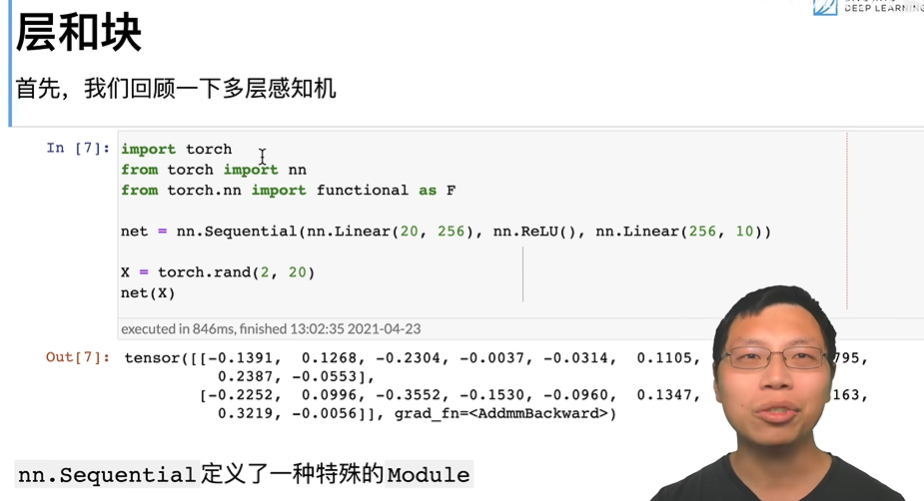 层和块
DEEP LEARNING
首先，我们回顾一下多层感知机
In [7]:
import torch
from torch import nn
from torch.nn import functional as F
net = nn.Sequential(nn.Linear(20, 256), nn.ReLU(), nn.Linear(256, 10))
X = torch.rand(2, 20)
net(X)
executed in 846ms, finished 13:02:35 2021-04-23
Out[7]:
tensor([[-0.1391, 0.1268, -0.2304, -0.0037, -0.0314, 0.1105, 795,
0.2387, -0.0553],
[-0.2252, 0.0996, -0.3552, -0.1530, -0.0960, 0.1347, 163,
0.3219, -0.0056]], grad_fn=<AddmmBackward>)
nn.Sequential定义了一种特殊的Module